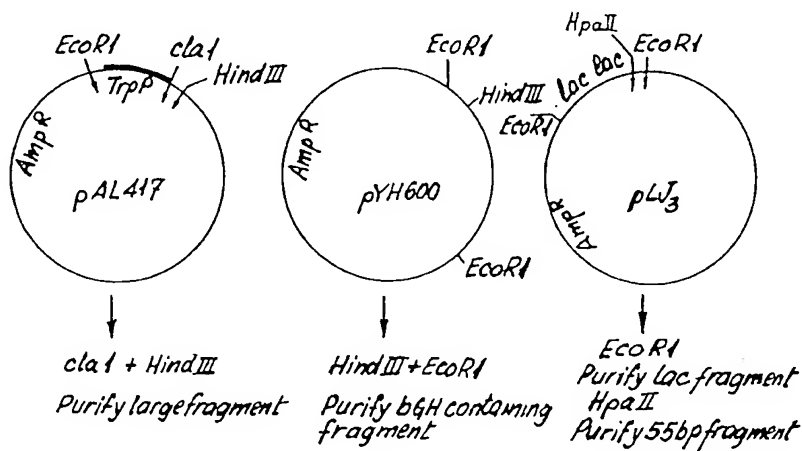 EcoR1
TrpP
cla1
HindIII
AmpR
pAL417
cla1 + HindIII
Purify large fragment
EcoR1
HindIII
AmpR
pYH600
EcoR1
HindIII + EcoR1
Purify bGH containing
fragment
HpaII
EcoR1
lac lac
EcoR1
AmpR
pLJ3
EcoR1
Purify lac fragment
HpaII
Purify 55bp fragment